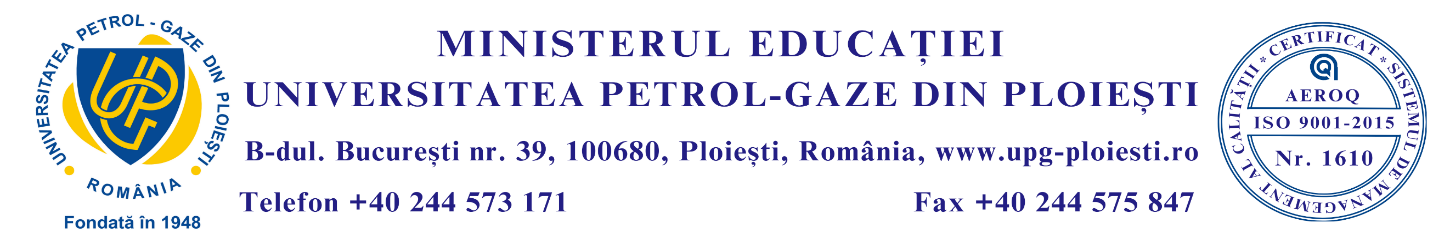 UNIVERSITATEA PETROL - GAZE DIN PLOIEȘTI
UPG
ROMÂNIA
Fondată în 1948
MINISTERUL EDUCAȚIEI
UNIVERSITATEA PETROL-GAZE DIN PLOIEȘTI
B-dul. București nr. 39, 100680, Ploiești, România, www.upg-ploiesti.ro
Telefon +40 244 573 171 Fax +40 244 575 847
CERTIFICAT * SISTEMUL DE MANAGEMENT AL CALITĂȚII *
AEROQ
ISO 9001-2015
Nr. 1610